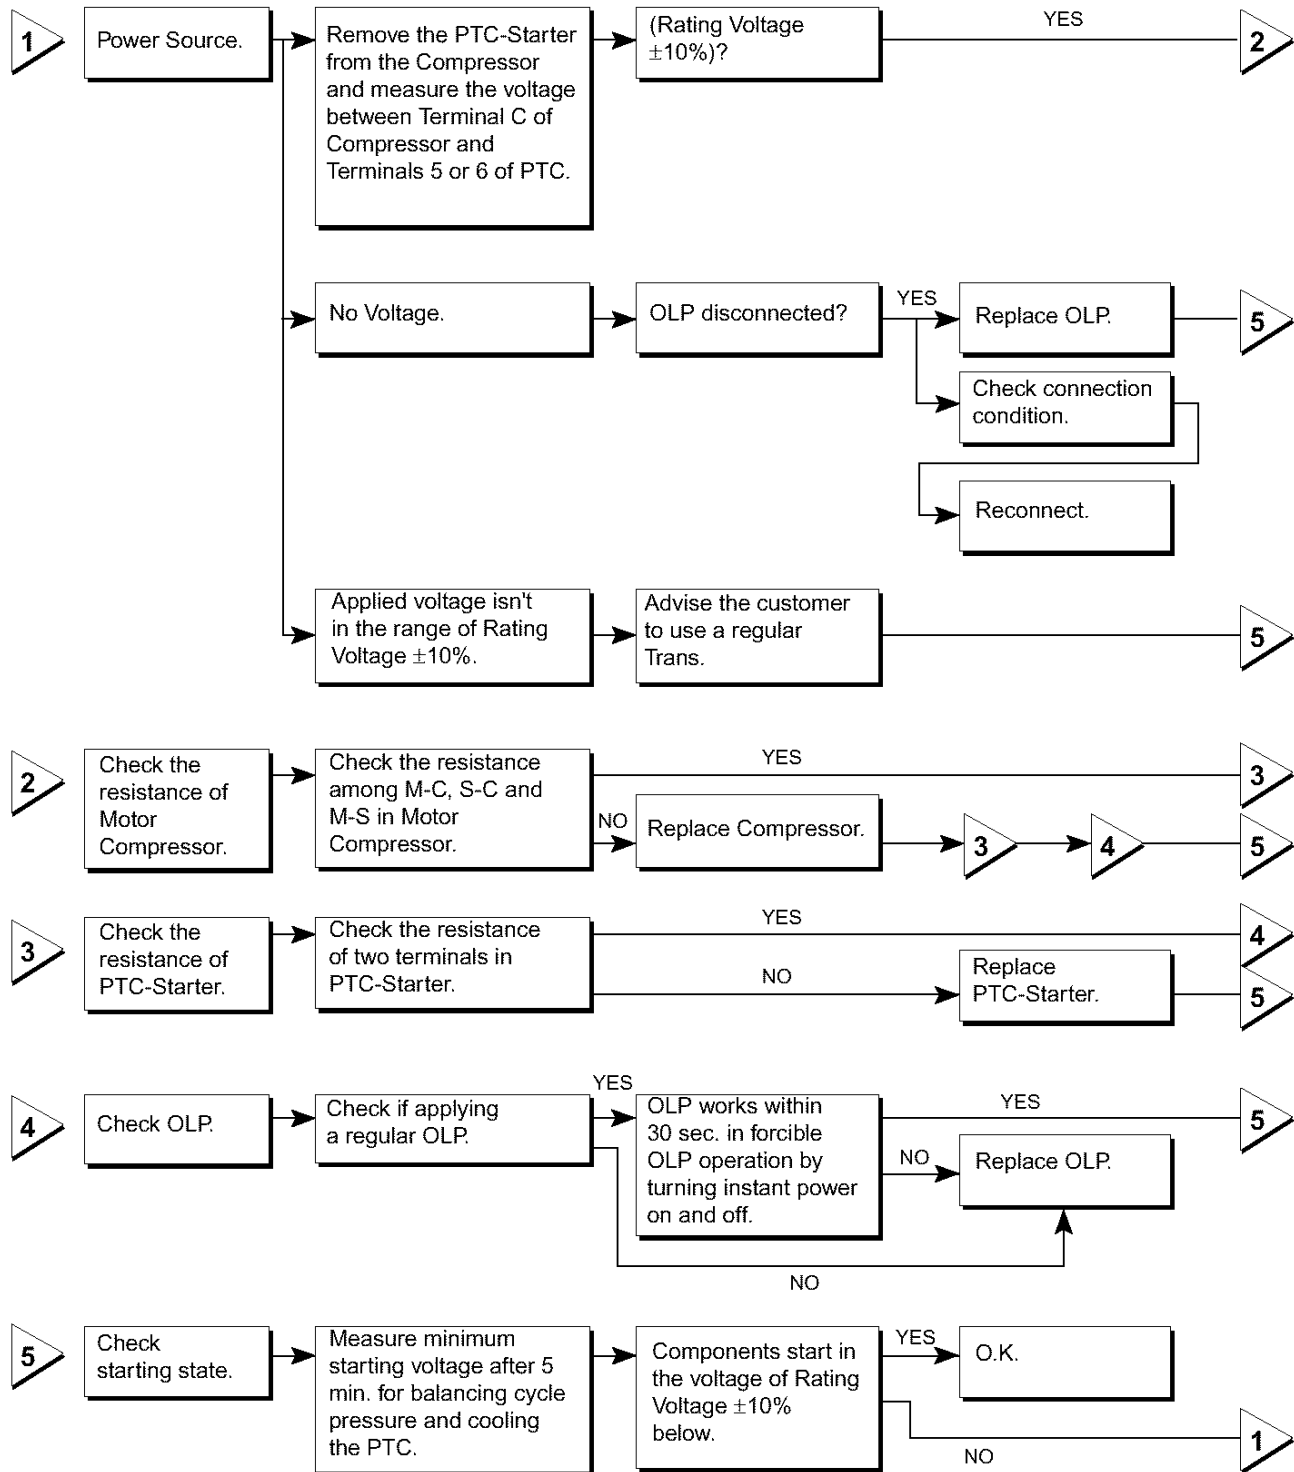 1
Power Source.
Remove the PTC-Starter
from the Compressor
and measure the voltage
between Terminal C of
Compressor and
Terminals 5 or 6 of PTC.
(Rating Voltage
±10%)?
YES
2
No Voltage.
OLP disconnected?
YES
Replace OLP.
5
Check connection
condition.
Reconnect.
Applied voltage isn't
in the range of Rating
Voltage ±10%.
Advise the customer
to use a regular
Trans.
5
2
Check the
resistance of
Motor
Compressor.
Check the resistance
among M-C, S-C and
M-S in Motor
Compressor.
YES
3
NO
Replace Compressor.
3
4
5
3
Check the
resistance of
PTC-Starter.
Check the resistance
of two terminals in
PTC-Starter.
YES
4
NO
Replace
PTC-Starter.
5
4
Check OLP.
Check if applying
a regular OLP.
YES
OLP works within
30 sec. in forcible
OLP operation by
turning instant power
on and off.
YES
5
NO
Replace OLP.
NO
5
Check
starting state.
Measure minimum
starting voltage after 5
min. for balancing cycle
pressure and cooling
the PTC.
Components start in
the voltage of Rating
Voltage ±10%
below.
YES
O.K.
NO
1